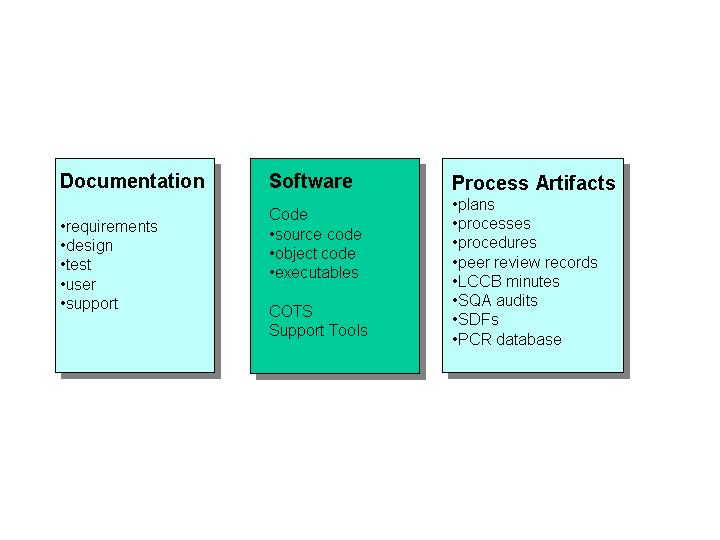 Documentation
•requirements
•design
•test
•user
•support
Software
Code
•source code
•object code
•executables
COTS
Support Tools
Process Artifacts
•plans
•processes
•procedures
•peer review records
•LCCB minutes
•SQA audits
•SDFs
•PCR database